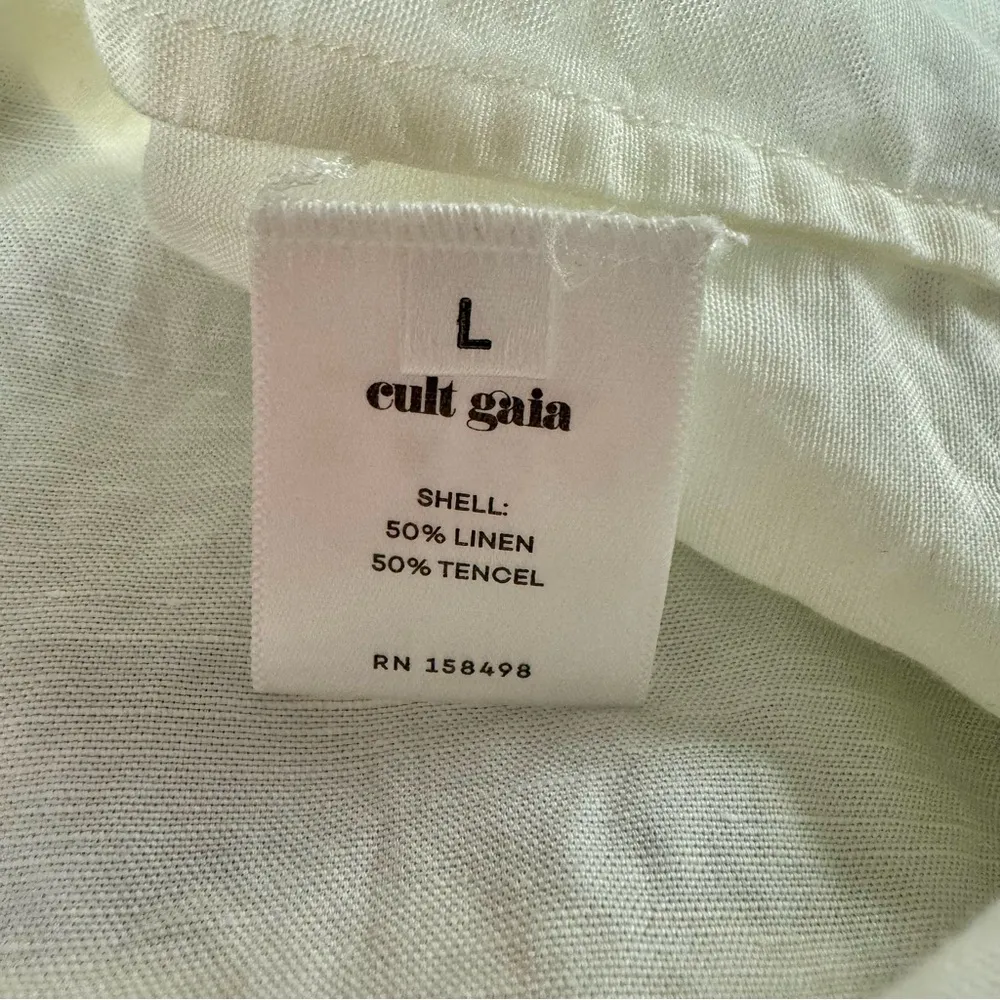 L
cult gaia
SHELL:
50% LINEN
50% TENCEL
RN 158498